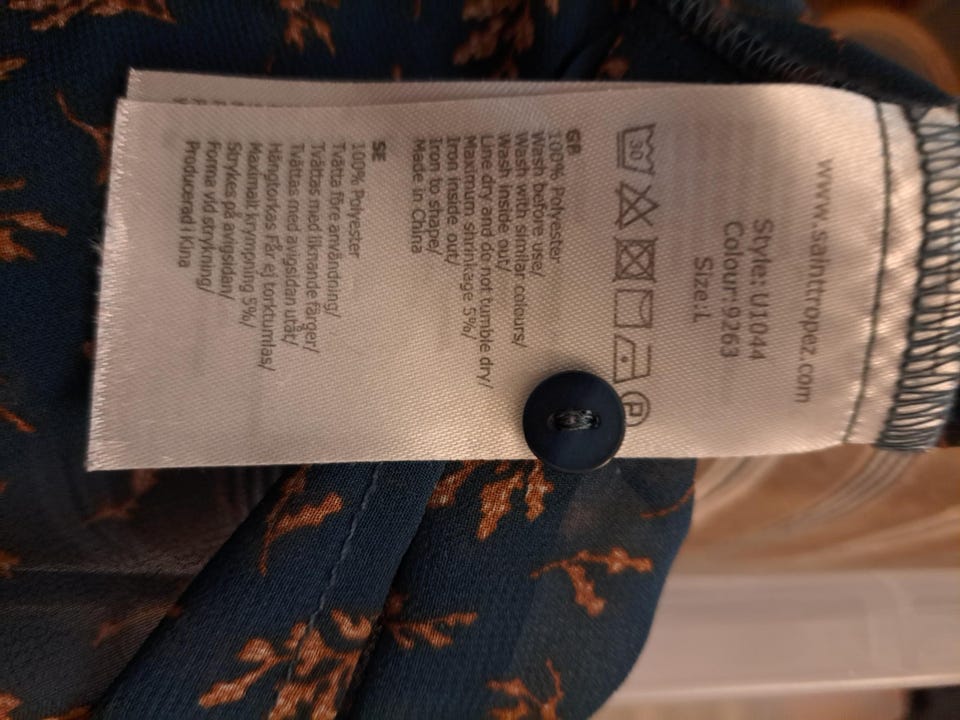 www.sainttropez.com
Style: U1044
Colour:9263
Size:L
30
P
GB
100% Polyester
Wash before use/
Wash with similar colours/
Wash inside out/
Line dry and do not tumble dry/
Maximum shrinkage 5%/
Iron inside out/
Iron to shape/
Made in China
SE
100% Polyester
Tvätta före användning/
Tvättas med liknande färger/
Tvättas med avigsidan utåt/
Hängtorkas Får ej torktumlas/
Maximalt krympning 5%/
Strykes på avigsidan/
Forma vid strykning/
Producerad i Kina